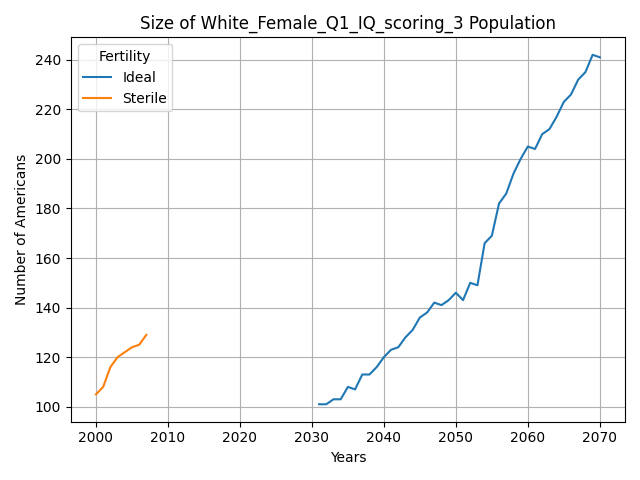 Size of White_Female_Q1_IQ_scoring_3 Population
Fertility
Ideal
Sterile
Number of Americans
240
220
200
180
160
140
120
100
2000 2010 2020 2030 2040 2050 2060 2070
Years